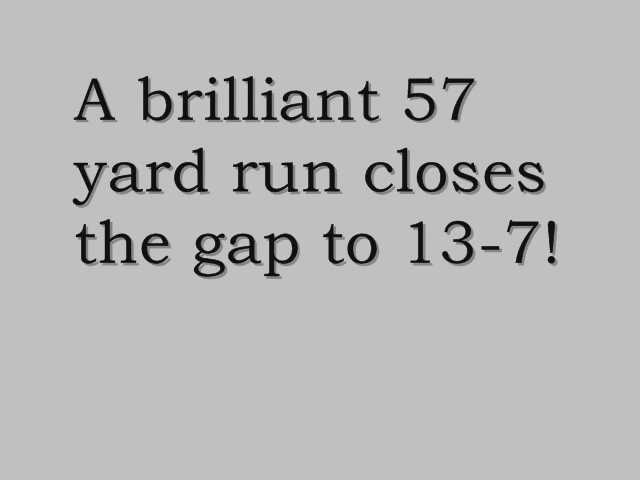 A brilliant 57
yard run closes
the gap to 13-7!